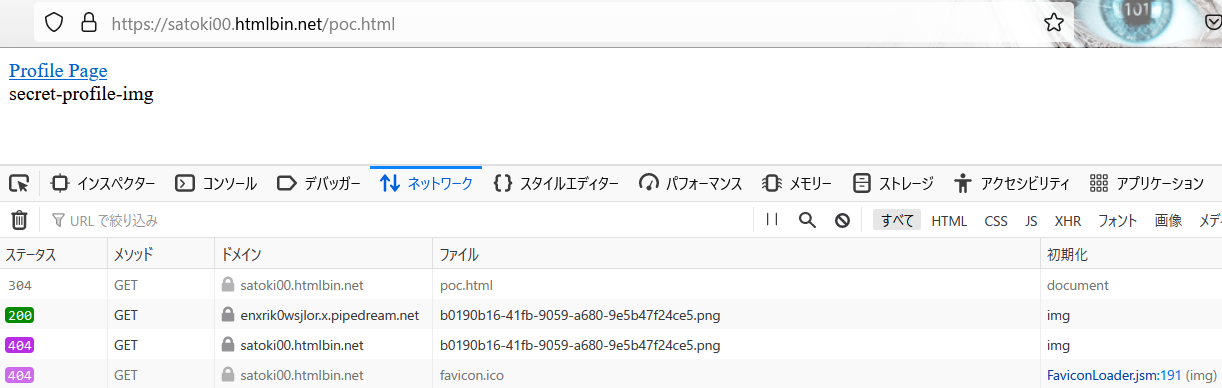 101
https://satoki00.htmlbin.net/poc.html
Profile Page
secret-profile-img
インスペクター コンソール デバッガー ネットワーク {} スタイルエディター パフォーマンス メモリー ストレージ アクセシビリティ アプリケーション
URL で絞り込み すべて HTML CSS JS XHR フォント 画像 メデ
ステータス メソッド ドメイン ファイル 初期化
304 GET satoki00.htmlbin.net poc.html document
200 GET enxrik0wsjlor.x.pipedream.net b0190b16-41fb-9059-a680-9e5b47f24ce5.png img
404 GET satoki00.htmlbin.net b0190b16-41fb-9059-a680-9e5b47f24ce5.png img
404 GET satoki00.htmlbin.net favicon.ico FaviconLoader.jsm:191 (img)